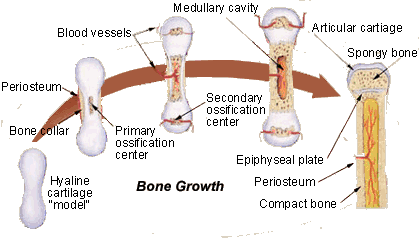 Medullary cavity
Blood vessels
Articular cartiage
Spongy bone
Periosteum
Bone collar
Primary
ossification
center
Secondary
ossification
center
Epiphyseal plate
Periosteum
Compact bone
Hyaline
cartilage
"model"
Bone Growth